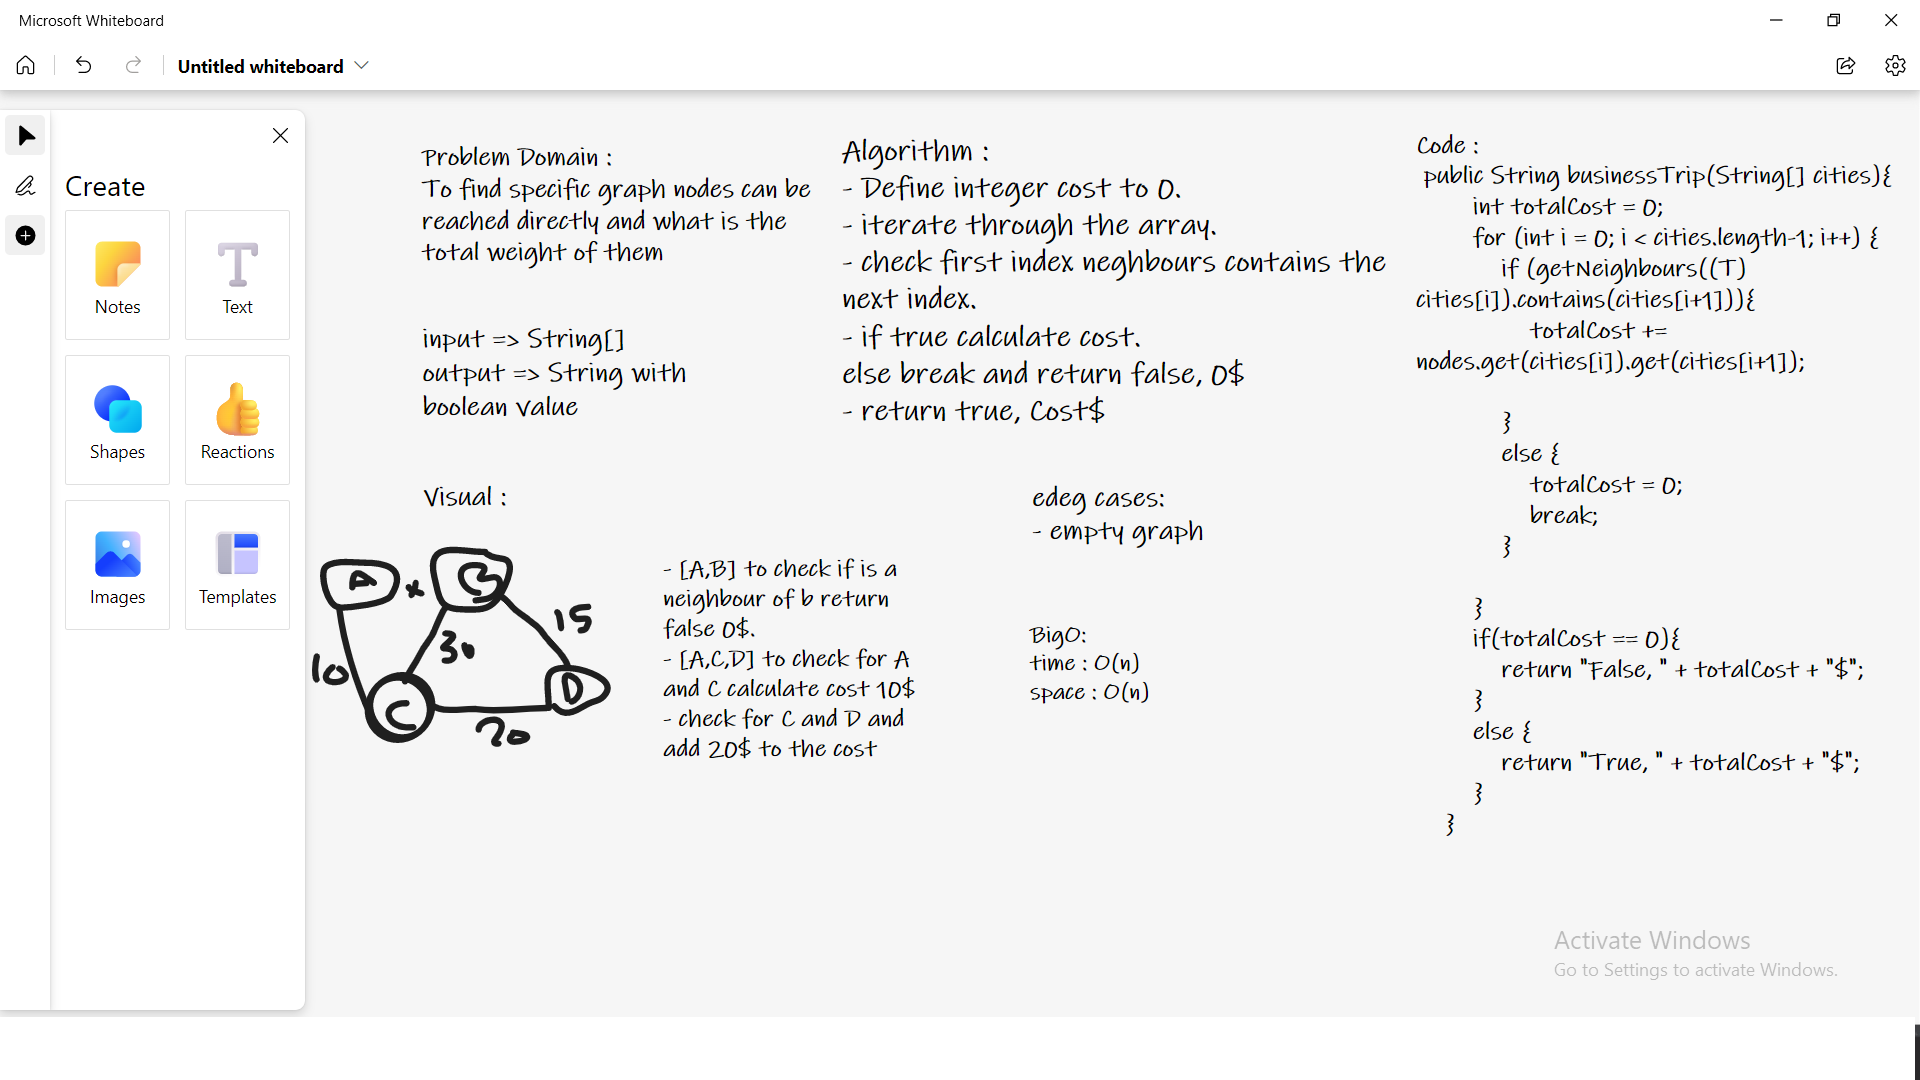 Microsoft Whiteboard
Untitled whiteboard
Create
Notes
Text
Shapes
Reactions
Images
Templates
Problem Domain :
To find specific graph nodes can be
reached directly and what is the
total weight of them
input => String[]
output => String with
boolean value
Algorithm :
- Define integer cost to 0.
- iterate through the array.
- check first index neghbours contains the
next index.
- if true calculate cost.
else break and return false, 0$
- return true, Cost$
Visual :
A
x
B
30
15
10
C
D
20
- [A,B] to check if is a
neighbour of b return
false 0$.
- [A,C,D] to check for A
and C calculate cost 10$
- check for C and D and
add 20$ to the cost
edeg cases:
- empty graph
BigO:
time : O(n)
space : O(n)
Code :
public String businessTrip(String[] cities){
int totalCost = 0;
for (int i = 0; i < cities.length-1; i++) {
if (getNeighbours((T)
cities[i]).contains(cities[i+1])){
totalCost +=
nodes.get(cities[i]).get(cities[i+1]);
}
else {
totalCost = 0;
break;
}
}
if(totalCost == 0){
return "False, " + totalCost + "$";
}
else {
return "True, " + totalCost + "$";
}
}
Activate Windows
Go to Settings to activate Windows.